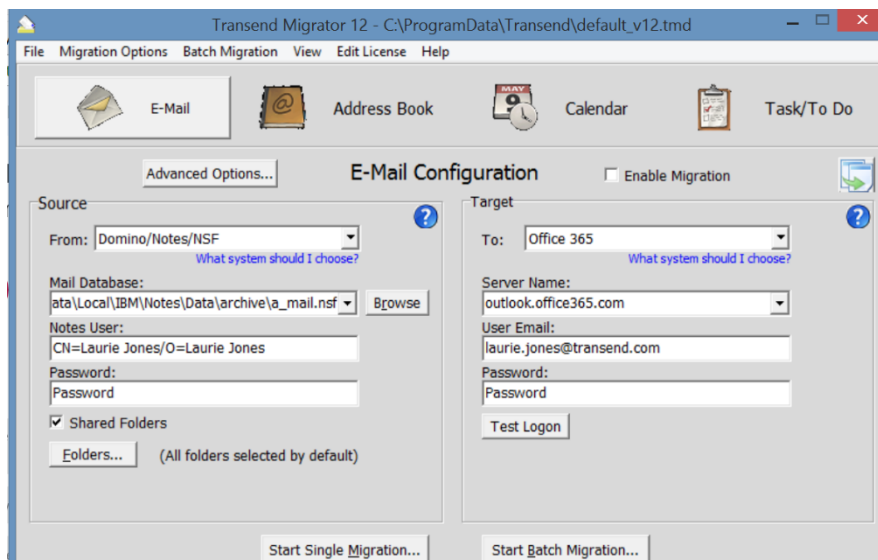 Transend Migrator 12 - C:\ProgramData\Transend\default_v12.tmd
File Migration Options Batch Migration View Edit License Help
E-Mail Address Book MAY 9 Calendar Task/To Do
Advanced Options... E-Mail Configuration Enable Migration
Source
From: Domino/Notes/NSF
What system should I choose?
Mail Database:
ata\Local\IBM\Notes\Data\archive\a_mail.nsf Browse
Notes User:
CN=Laurie Jones/O=Laurie Jones
Password:
Password
Shared Folders
Folders... (All folders selected by default)
Target
To: Office 365
What system should I choose?
Server Name:
outlook.office365.com
User Email:
laurie.jones@transend.com
Password:
Password
Test Logon
Start Single Migration... Start Batch Migration...